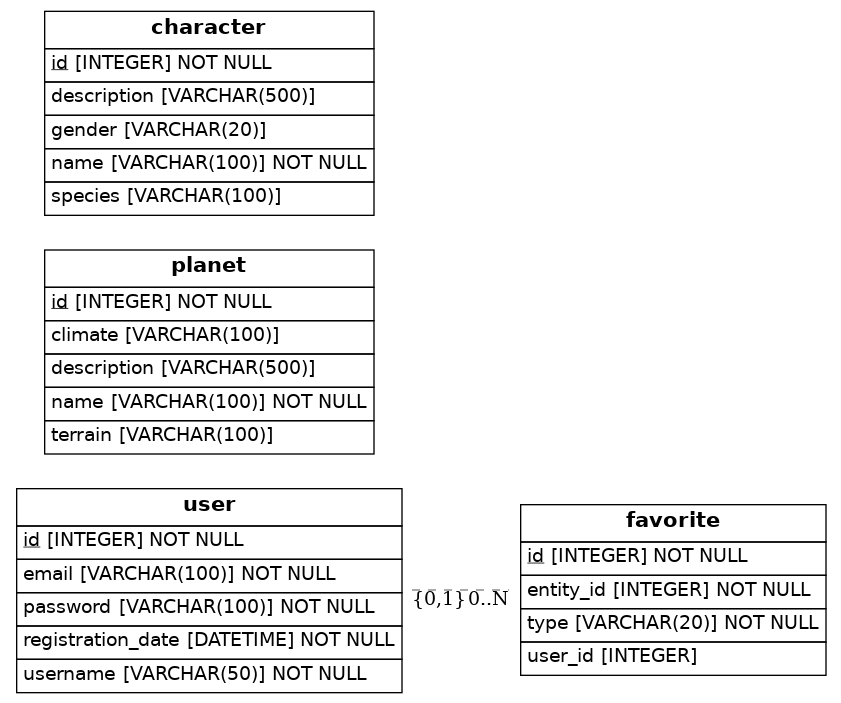 character
id [INTEGER] NOT NULL
description [VARCHAR(500)]
gender [VARCHAR(20)]
name [VARCHAR(100)] NOT NULL
species [VARCHAR(100)]
planet
id [INTEGER] NOT NULL
climate [VARCHAR(100)]
description [VARCHAR(500)]
name [VARCHAR(100)] NOT NULL
terrain [VARCHAR(100)]
user
id [INTEGER] NOT NULL
email [VARCHAR(100)] NOT NULL
password [VARCHAR(100)] NOT NULL
registration_date [DATETIME] NOT NULL
username [VARCHAR(50)] NOT NULL
{0,1} 0..N
favorite
id [INTEGER] NOT NULL
entity_id [INTEGER] NOT NULL
type [VARCHAR(20)] NOT NULL
user_id [INTEGER]